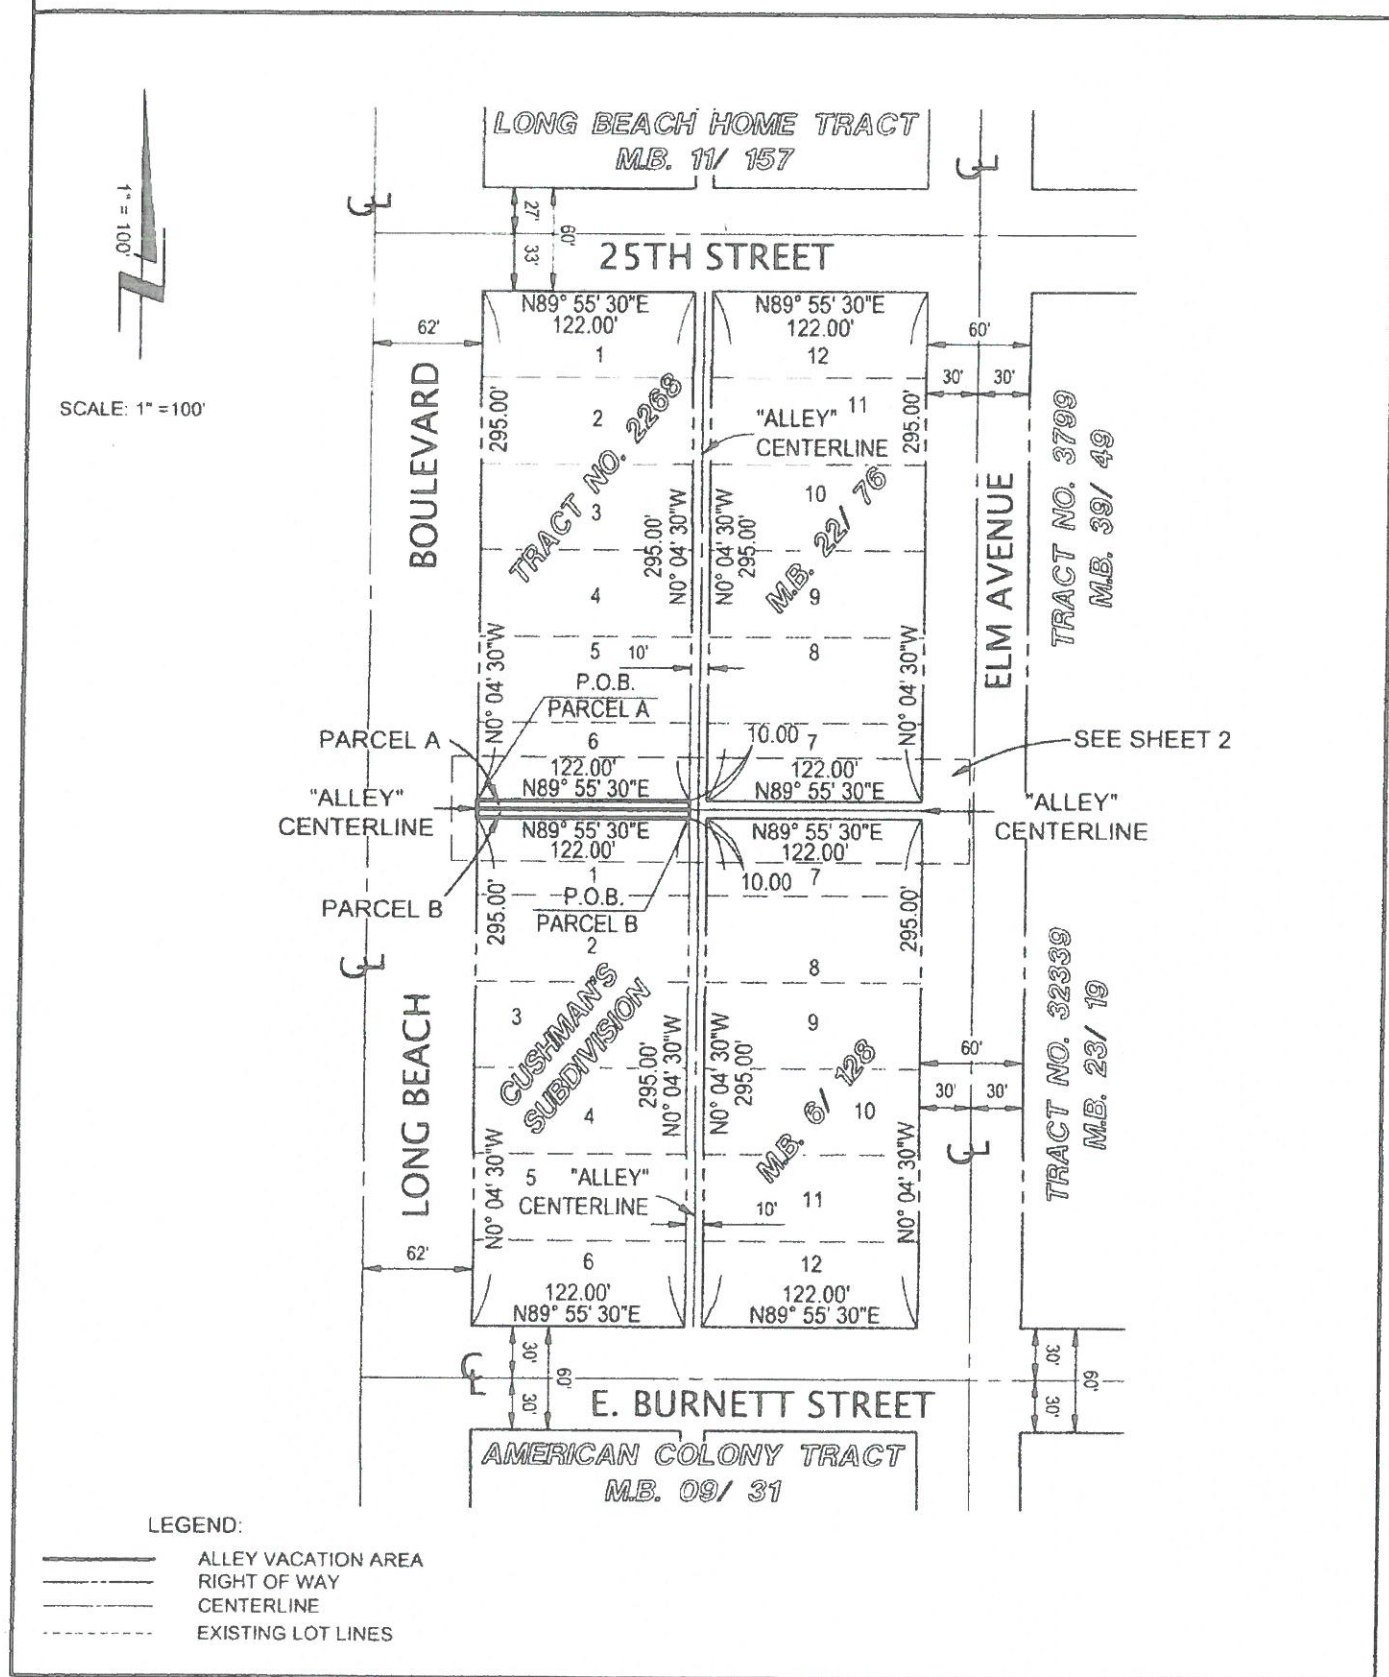 LONG BEACH HOME TRACT
M.B. 11/ 157
1" = 100'
SCALE: 1" =100'
CL
CL
27'
60'
33'
25TH STREET
N89° 55' 30"E
122.00'
N89° 55' 30"E
122.00'
62'
60'
30'
30'
1
12
2
11
295.00'
295.00'
"ALLEY"
CENTERLINE
BOULEVARD
TRACT NO. 2268
M.B. 22/ 76
TRACT NO. 3799
M.B. 39/ 49
3
10
295.00'
N0° 04' 30"W
N0° 04' 30"W
295.00'
ELM AVENUE
4
9
5
10'
8
N0° 04' 30"W
N0° 04' 30"W
P.O.B.
PARCEL A
PARCEL A
6
10.00
7
SEE SHEET 2
122.00'
N89° 55' 30"E
122.00'
N89° 55' 30"E
"ALLEY"
CENTERLINE
"ALLEY"
CENTERLINE
N89° 55' 30"E
122.00'
N89° 55' 30"E
122.00'
1
10.00
7
PARCEL B
P.O.B.
PARCEL B
295.00'
295.00'
2
8
CL
LONG BEACH
CUSHMAN'S
SUBDIVISION
M.B. 6/ 128
TRACT NO. 32339
M.B. 23/ 19
3
9
295.00'
N0° 04' 30"W
N0° 04' 30"W
295.00'
60'
30'
30'
4
10
CL
N0° 04' 30"W
N0° 04' 30"W
5
"ALLEY"
CENTERLINE
10'
11
62'
6
12
122.00'
N89° 55' 30"E
122.00'
N89° 55' 30"E
CL
30'
60'
30'
30'
60'
30'
E. BURNETT STREET
AMERICAN COLONY TRACT
M.B. 09/ 31
LEGEND:
ALLEY VACATION AREA
RIGHT OF WAY
CENTERLINE
EXISTING LOT LINES